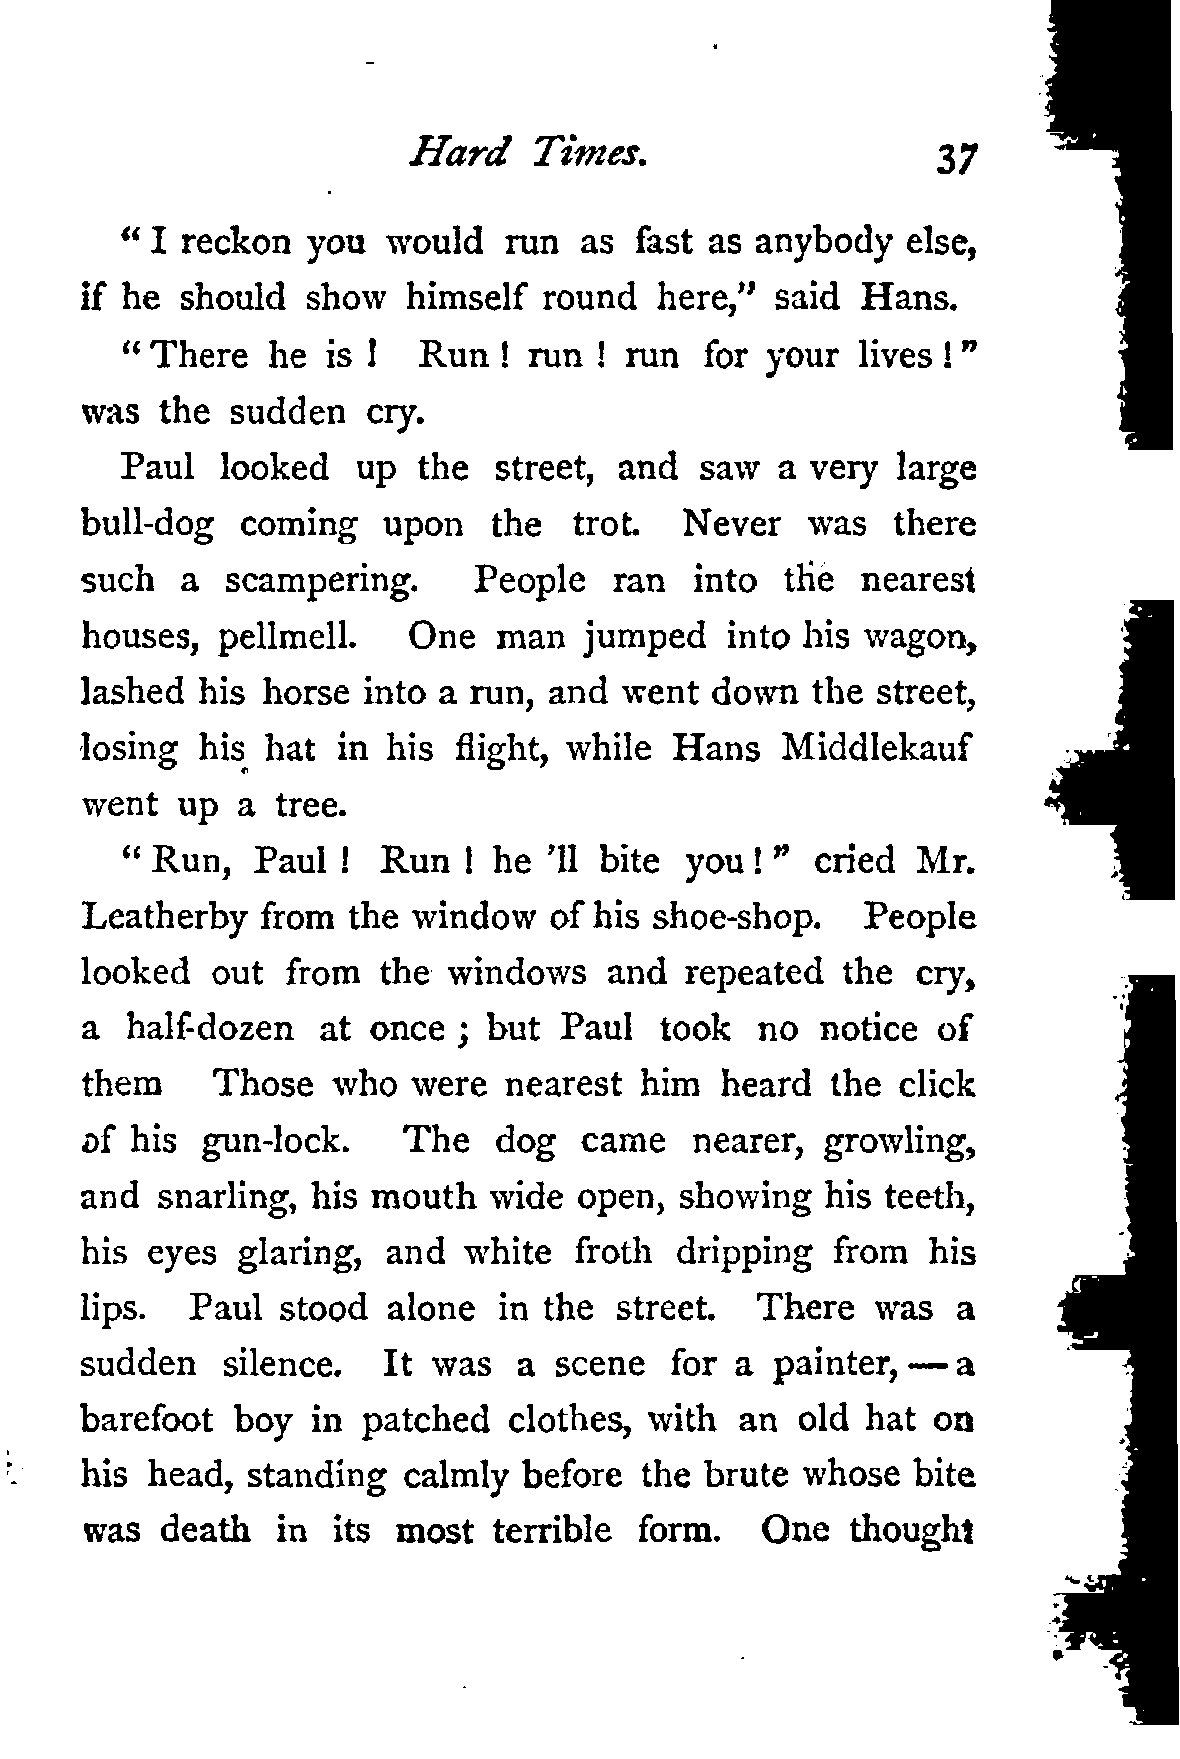 Hard Times. 37
“ I reckon you would run as fast as anybody else,
if he should show himself round here,” said Hans.
“ There he is ! Run ! run ! run for your lives ! ”
was the sudden cry.
Paul looked up the street, and saw a very large
bull-dog coming upon the trot. Never was there
such a scampering. People ran into the nearest
houses, pellmell. One man jumped into his wagon,
lashed his horse into a run, and went down the street,
losing his hat in his flight, while Hans Middlekauf
went up a tree.
“ Run, Paul ! Run ! he ’ll bite you ! ” cried Mr.
Leatherby from the window of his shoe-shop. People
looked out from the windows and repeated the cry,
a half-dozen at once ; but Paul took no notice of
them Those who were nearest him heard the click
of his gun-lock. The dog came nearer, growling,
and snarling, his mouth wide open, showing his teeth,
his eyes glaring, and white froth dripping from his
lips. Paul stood alone in the street. There was a
sudden silence. It was a scene for a painter, — a
barefoot boy in patched clothes, with an old hat on
his head, standing calmly before the brute whose bite
was death in its most terrible form. One thought